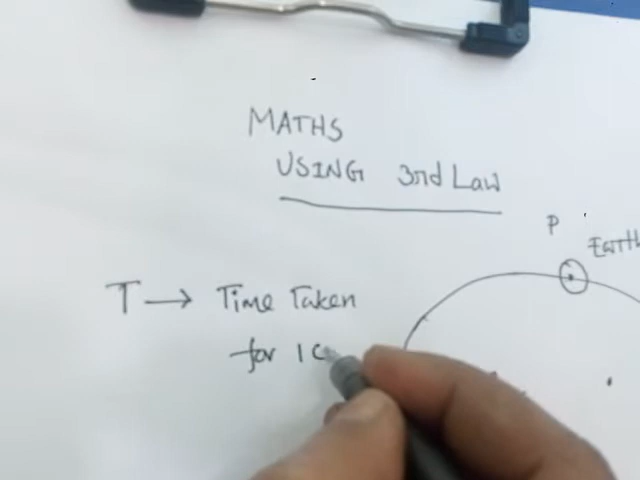 MATHS
USING 3rd Law
P
Earth
T → Time Taken
for 1 C